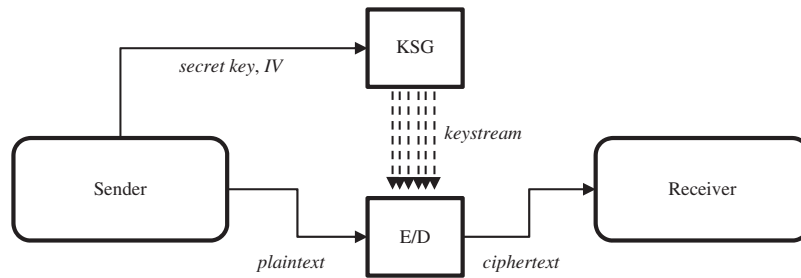 KSG
secret key, IV
keystream
Sender
Receiver
E/D
plaintext
ciphertext